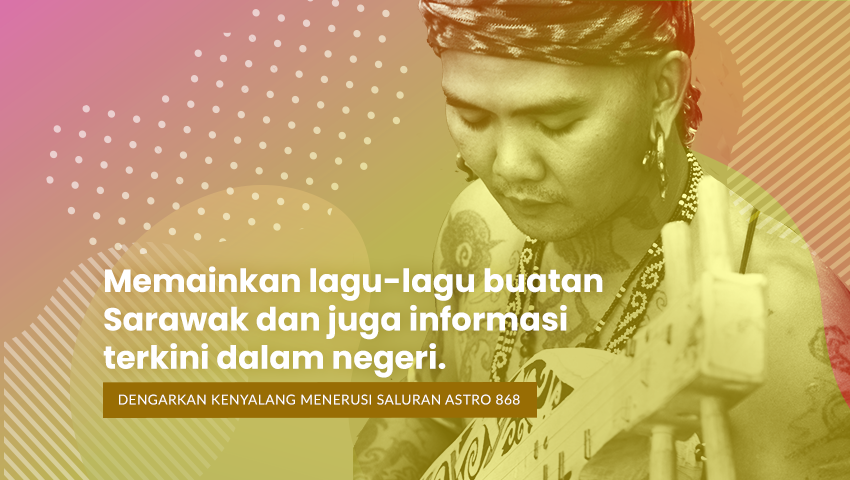 Memainkan lagu-lagu buatan
Sarawak dan juga informasi
terkini dalam negeri.
DENGARKAN KENYALANG MENERUSI SALURAN ASTRO 868